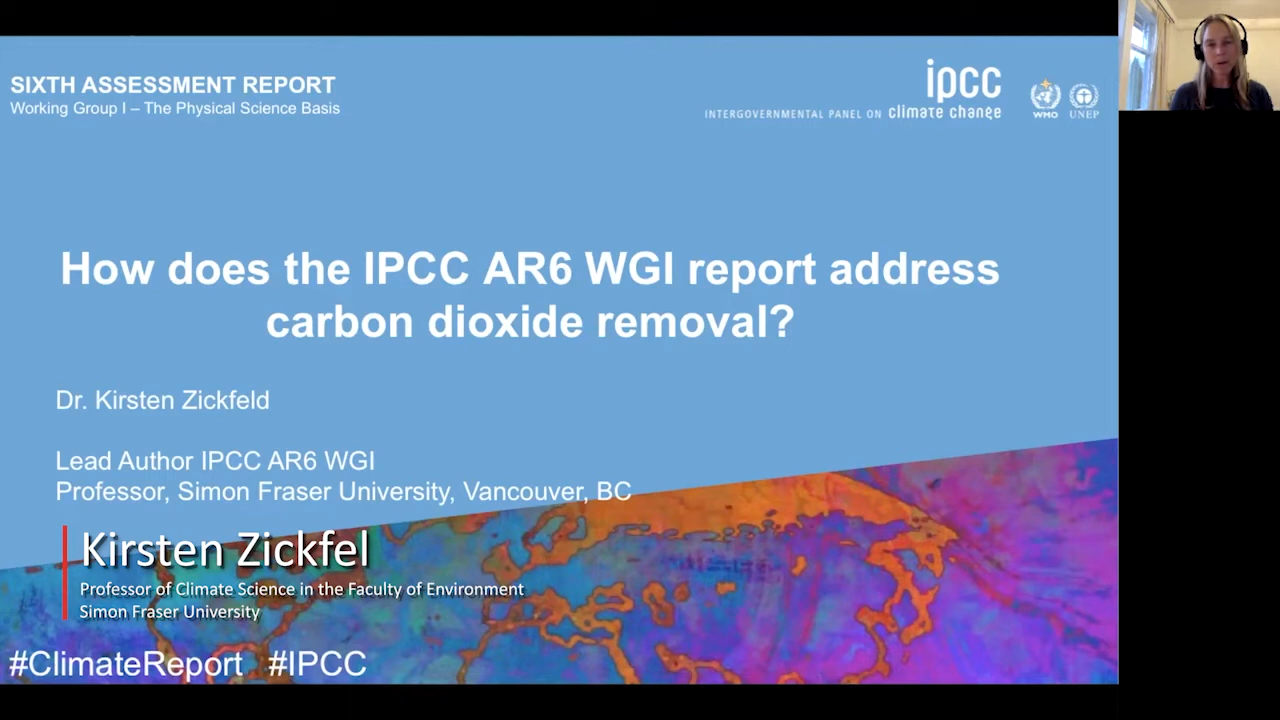 SIXTH ASSESSMENT REPORT
Working Group I – The Physical Science Basis
ipcc
INTERGOVERNMENTAL PANEL ON climate change
WMO
UNEP
How does the IPCC AR6 WGI report address
carbon dioxide removal?
Dr. Kirsten Zickfeld
Lead Author IPCC AR6 WGI
Professor, Simon Fraser University, Vancouver, BC
Kirsten Zickfel
Professor of Climate Science in the Faculty of Environment
Simon Fraser University
#ClimateReport #IPCC